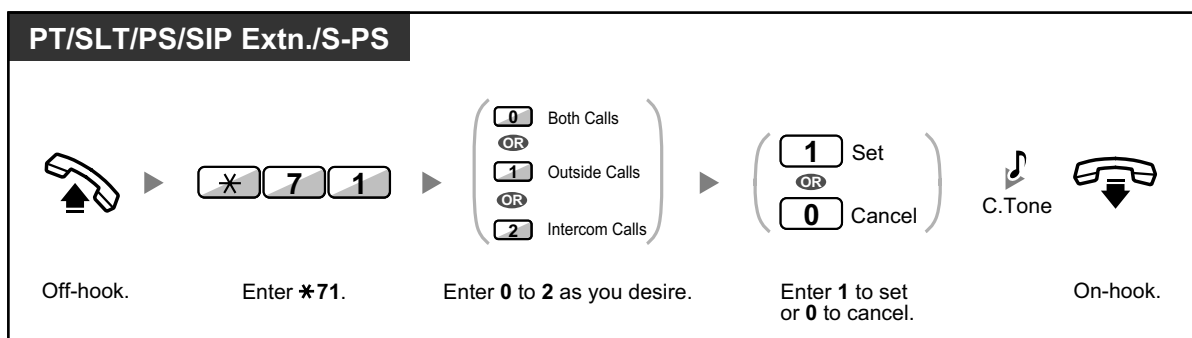 PT/SLT/PS/SIP Extn./S-PS
0 Both Calls
OR
1 Outside Calls
OR
2 Intercom Calls
1 Set
OR
0 Cancel
* 7 1
C.Tone
Off-hook.
Enter *71.
Enter 0 to 2 as you desire.
Enter 1 to set
or 0 to cancel.
On-hook.